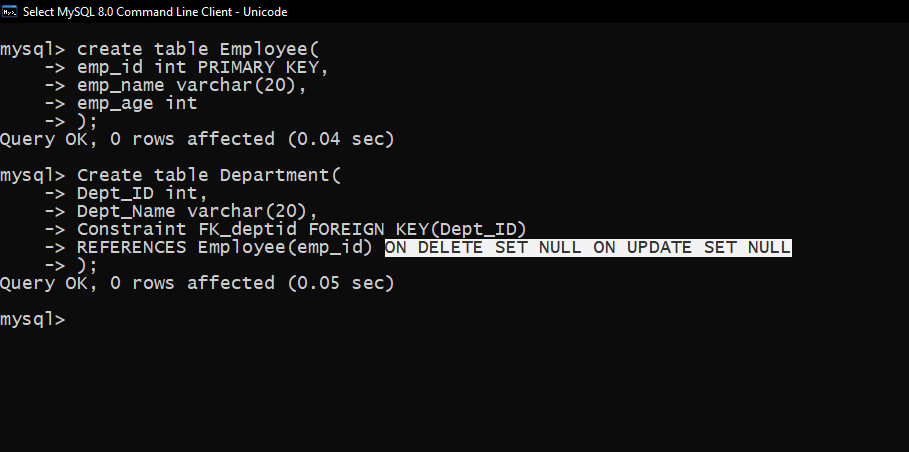 Select MySQL 8.0 Command Line Client - Unicode
mysql> create table Employee(
    -> emp_id int PRIMARY KEY,
    -> emp_name varchar(20),
    -> emp_age int
    -> );
Query OK, 0 rows affected (0.04 sec)
mysql> Create table Department(
    -> Dept_ID int,
    -> Dept_Name varchar(20),
    -> Constraint FK_deptid FOREIGN KEY(Dept_ID)
    -> REFERENCES Employee(emp_id) ON DELETE SET NULL ON UPDATE SET NULL
    -> );
Query OK, 0 rows affected (0.05 sec)
mysql>